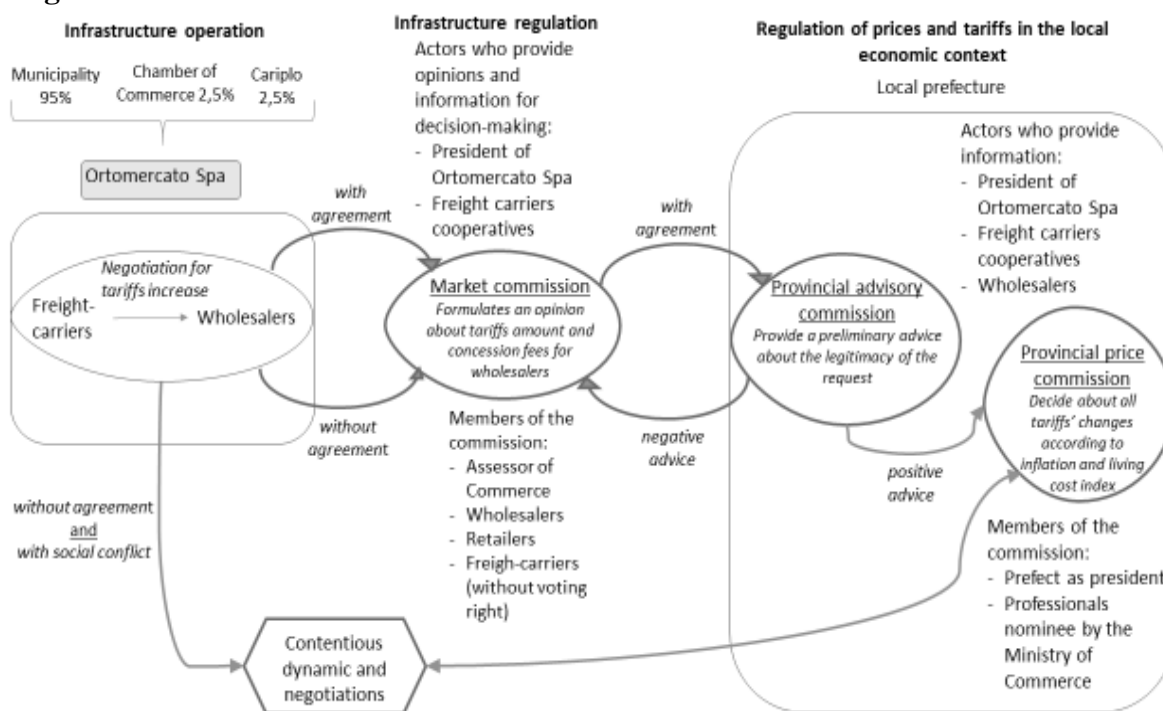 Infrastructure operation
Municipality
95%
Chamber of
Commerce 2,5%
Cariplo
2,5%
Ortomercato Spa
Negotiation for
tariffs increase
Freight-
carriers
Wholesalers
with
agreement
without
agreement
without agreement
and
with social conflict
Contentious
dynamic and
negotiations
Infrastructure regulation
Actors who provide
opinions and
information for
decision-making:
- President of
Ortomercato Spa
- Freight carriers
cooperatives
Market commission
Formulates an opinion
about tariffs amount and
concession fees for
wholesalers
Members of the
commission:
- Assessor of
Commerce
- Wholesalers
- Retailers
- Freigh-carriers
(without voting
right)
with
agreement
negative
advice
Regulation of prices and tariffs in the local
economic context
Local prefecture
Actors who provide
information:
- President of
Ortomercato Spa
- Freight carriers
cooperatives
- Wholesalers
Provincial advisory
commission
Provide a preliminary advice
about the legitimacy of the
request
positive
advice
Provincial price
commission
Decide about all
tariffs' changes
according to
inflation and living
cost index
Members of the
commission:
- Prefect as president
- Professionals
nominee by the
Ministry of
Commerce